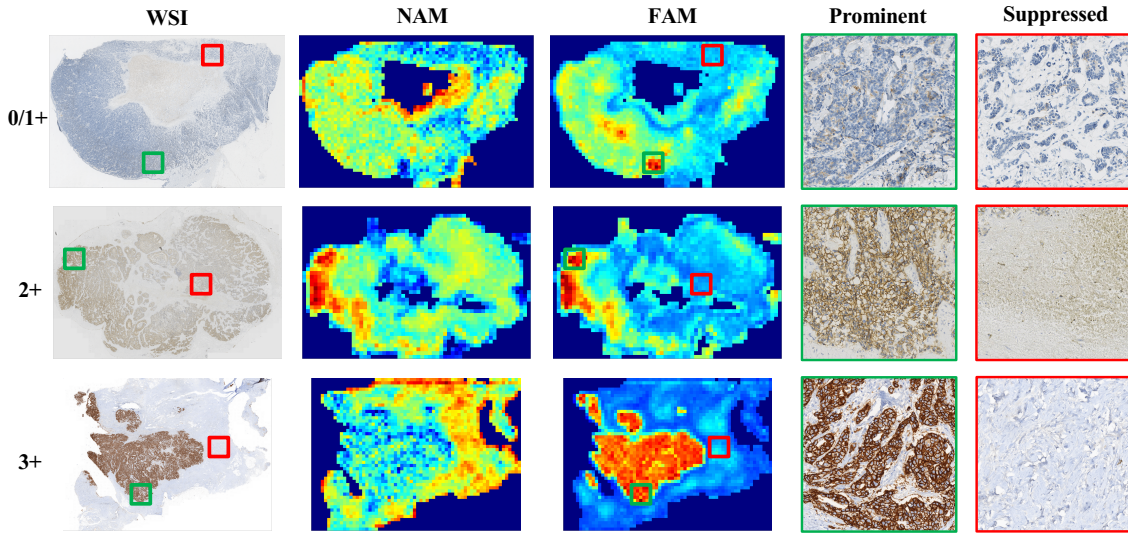 WSI NAM FAM Prominent Suppressed
0/1+
2+
3+